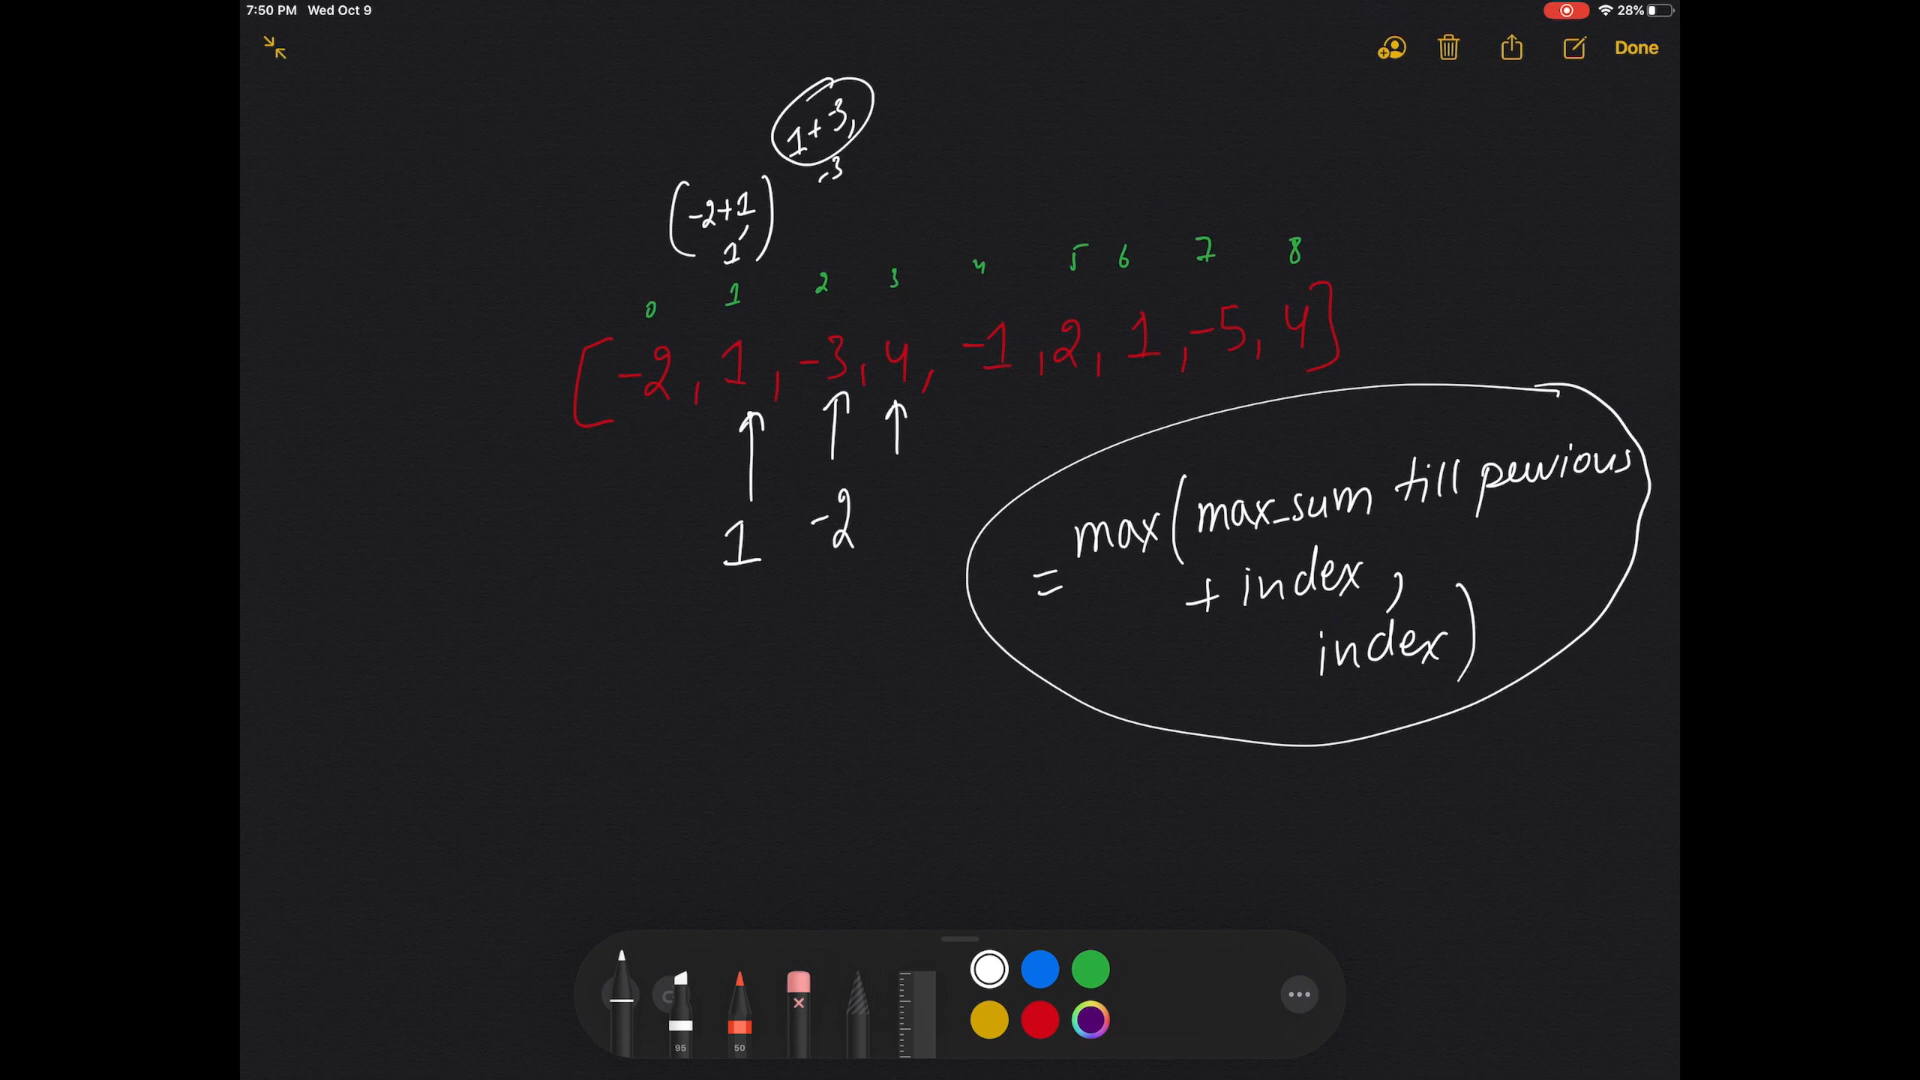 7:50 PM Wed Oct 9
28%
Done
1+-3,
-3
(-2+1
,
1)
0 1 2 3 4 5 6 7 8
[-2, 1, -3, 4, -1, 2, 1, -5, 4]
1 -2
max(max_sum till pewious
= + index,
index)
95 50